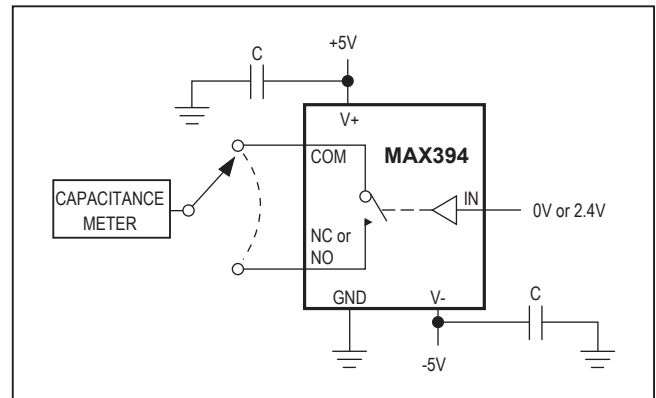 +5V
C
V+
COM
MAX394
CAPACITANCE
METER
IN
0V or 2.4V
NC or
NO
GND
V-
C
-5V